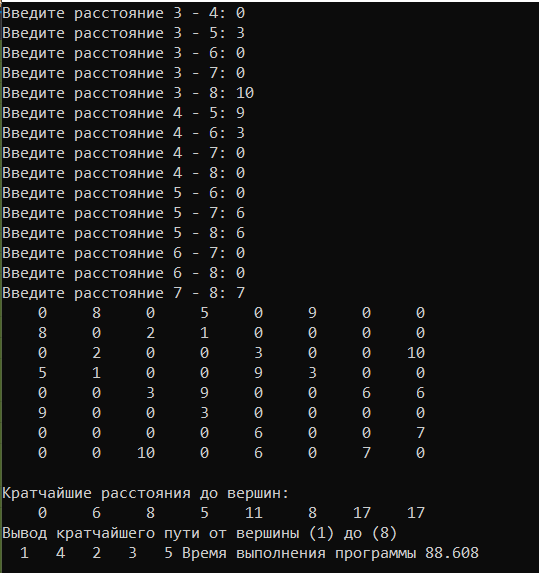 Введите расстояние 3 - 4: 0
Введите расстояние 3 - 5: 3
Введите расстояние 3 - 6: 0
Введите расстояние 3 - 7: 0
Введите расстояние 3 - 8: 10
Введите расстояние 4 - 5: 9
Введите расстояние 4 - 6: 3
Введите расстояние 4 - 7: 0
Введите расстояние 4 - 8: 0
Введите расстояние 5 - 6: 0
Введите расстояние 5 - 7: 6
Введите расстояние 5 - 8: 6
Введите расстояние 6 - 7: 0
Введите расстояние 6 - 8: 0
Введите расстояние 7 - 8: 7
0 8 0 5 0 9 0 0
8 0 2 1 0 0 0 0
0 2 0 0 3 0 0 10
5 1 0 0 9 3 0 0
0 0 3 9 0 0 6 6
9 0 0 3 0 0 0 0
0 0 0 0 6 0 0 7
0 0 10 0 6 0 7 0
Кратчайшие расстояния до вершин:
0 6 8 5 11 8 17 17
Вывод кратчайшего пути от вершины (1) до (8)
1 4 2 3 5 Время выполнения программы 88.608